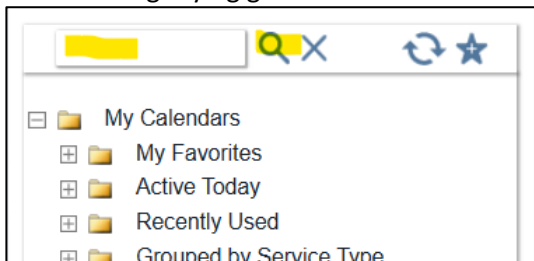 My Calendars
My Favorites
Active Today
Recently Used
Grouped by Service Type